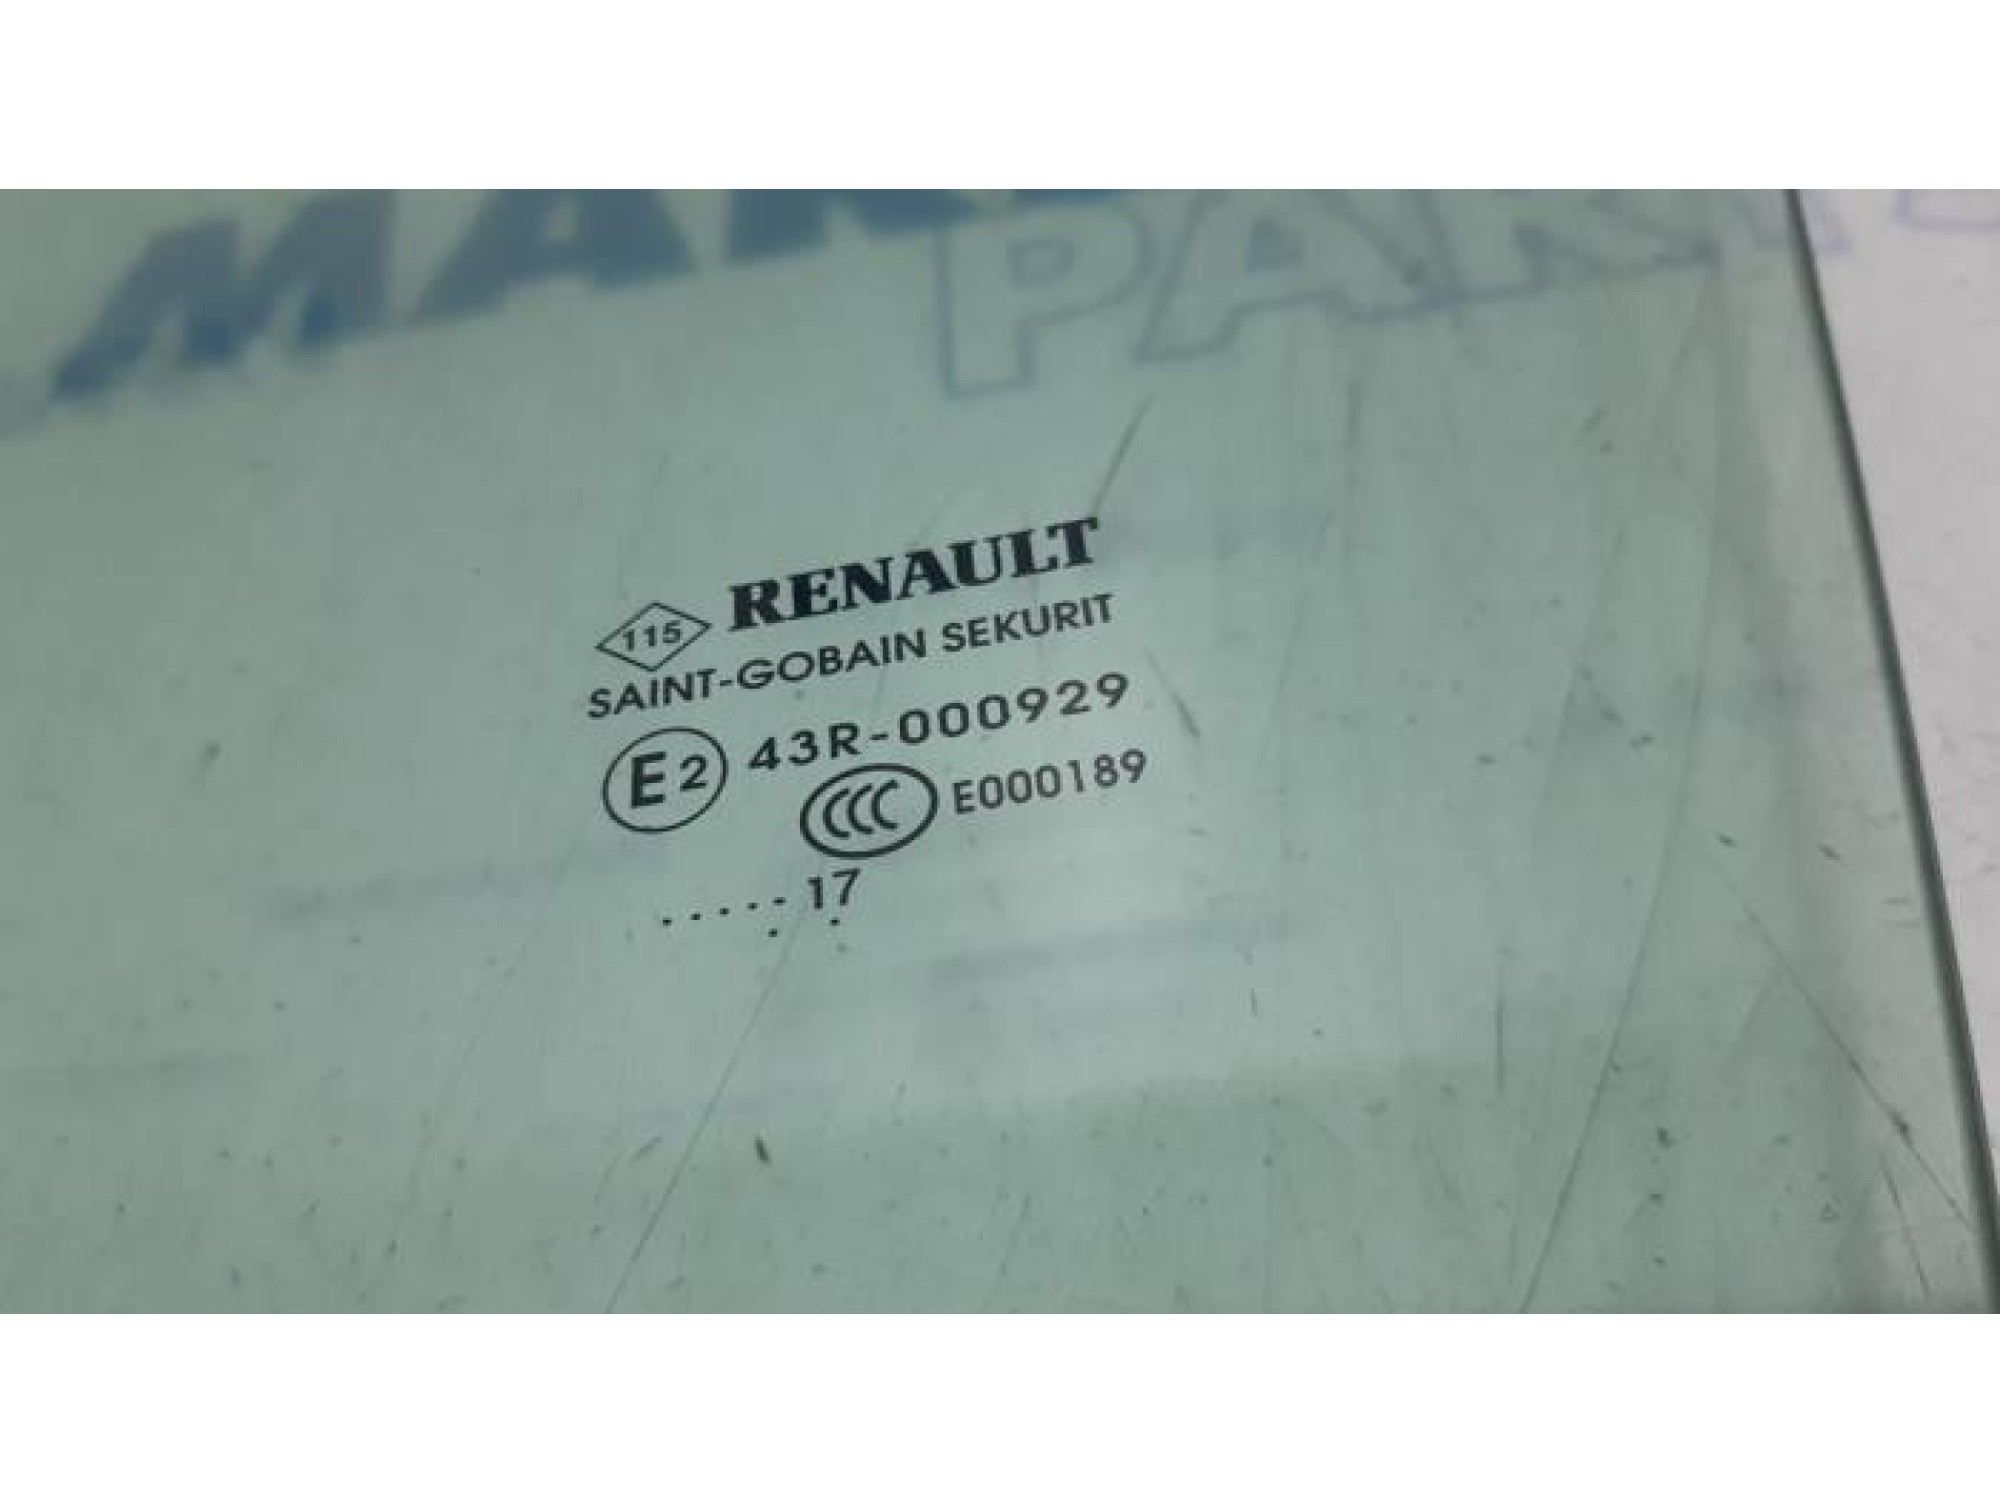 115 RENAULT
SAINT-GOBAIN SEKURIT
E2 43R-000929
CCC E000189
. . . . . 17
. .